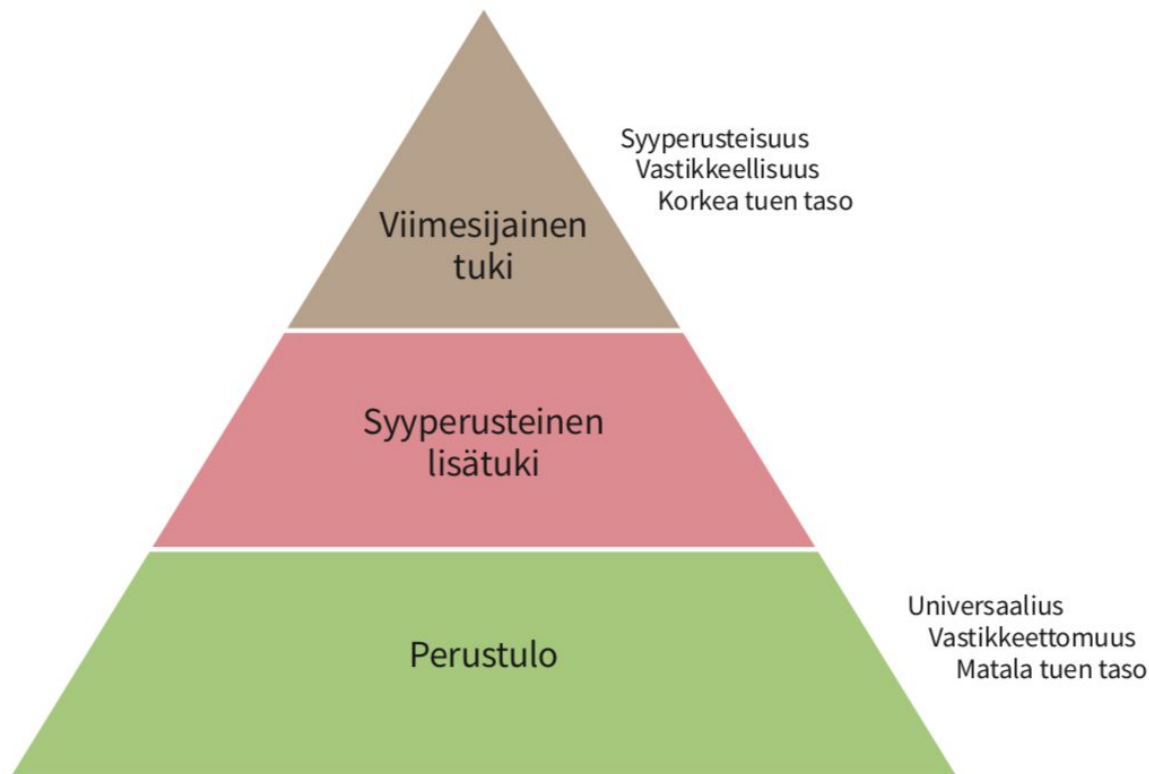 Syyperusteisuus
Vastikkeellisuus
Korkea tuen taso
Viimesijainen
tuki
Syyperusteinen
lisätuki
Universaalius
Vastikkeettomuus
Matala tuen taso
Perustulo